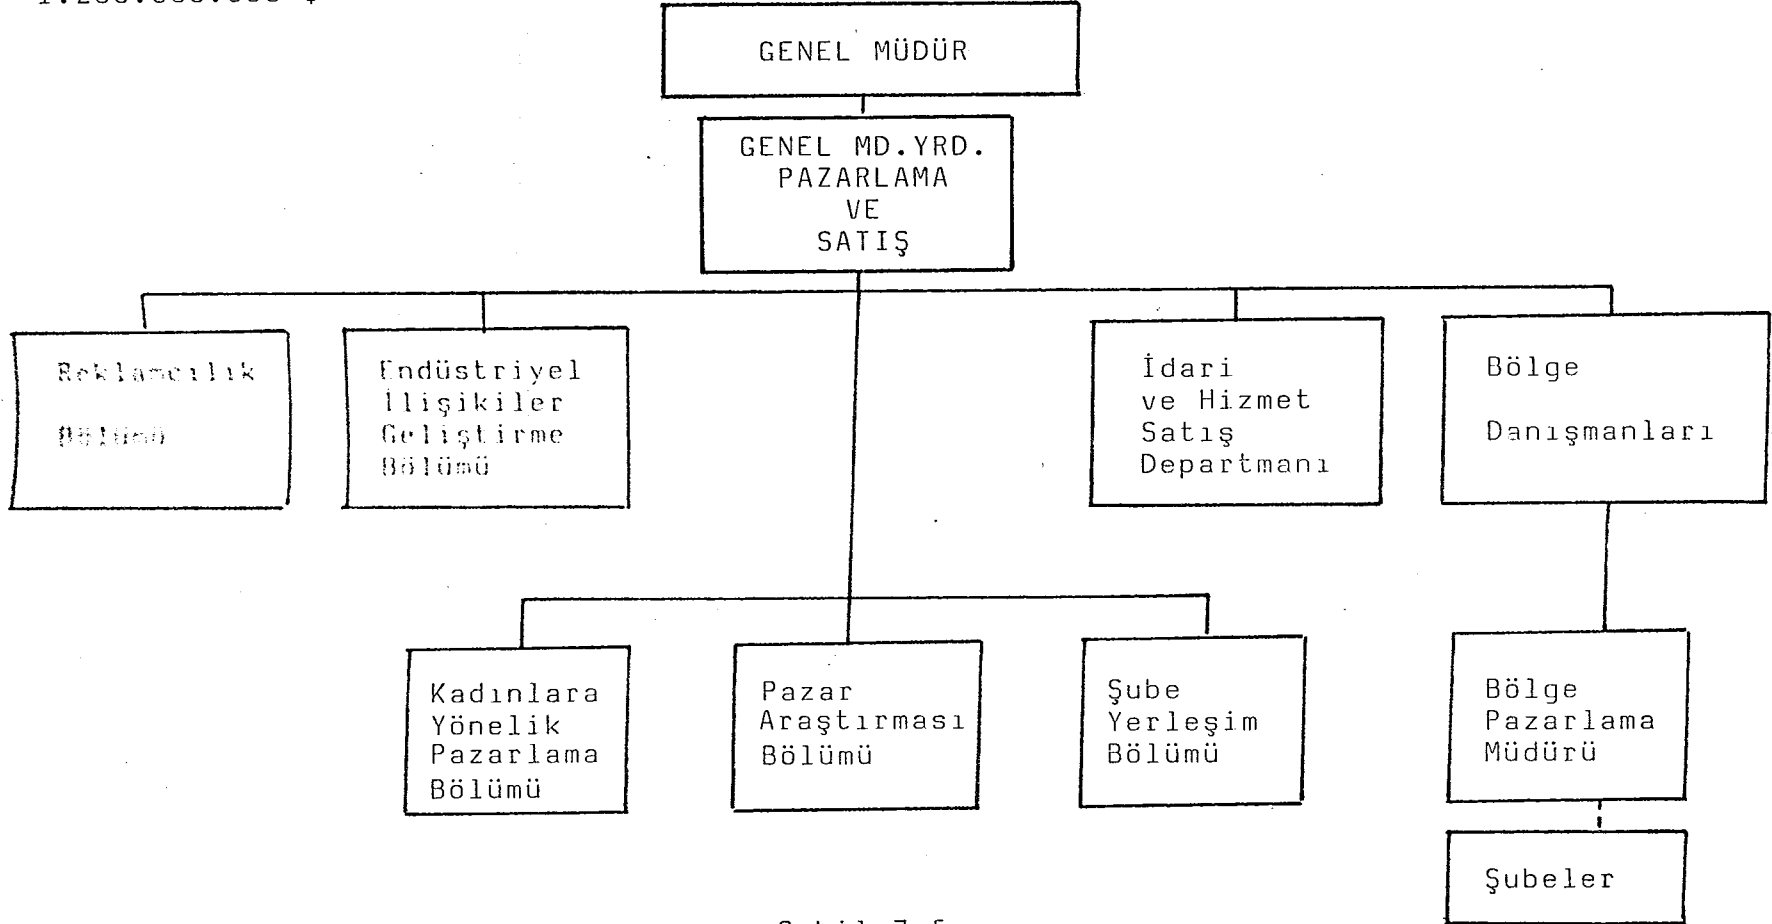 GENEL MÜDÜR
GENEL MD.YRD.
PAZARLAMA
VE
SATIŞ
Reklamcılık
Bölümü
Endüstriyel
İlişikiler
Geliştirme
Bölümü
İdari
ve Hizmet
Satış
Departmanı
Bölge
Danışmanları
Kadınlara
Yönelik
Pazarlama
Bölümü
Pazar
Araştırması
Bölümü
Şube
Yerleşim
Bölümü
Bölge
Pazarlama
Müdürü
Şubeler